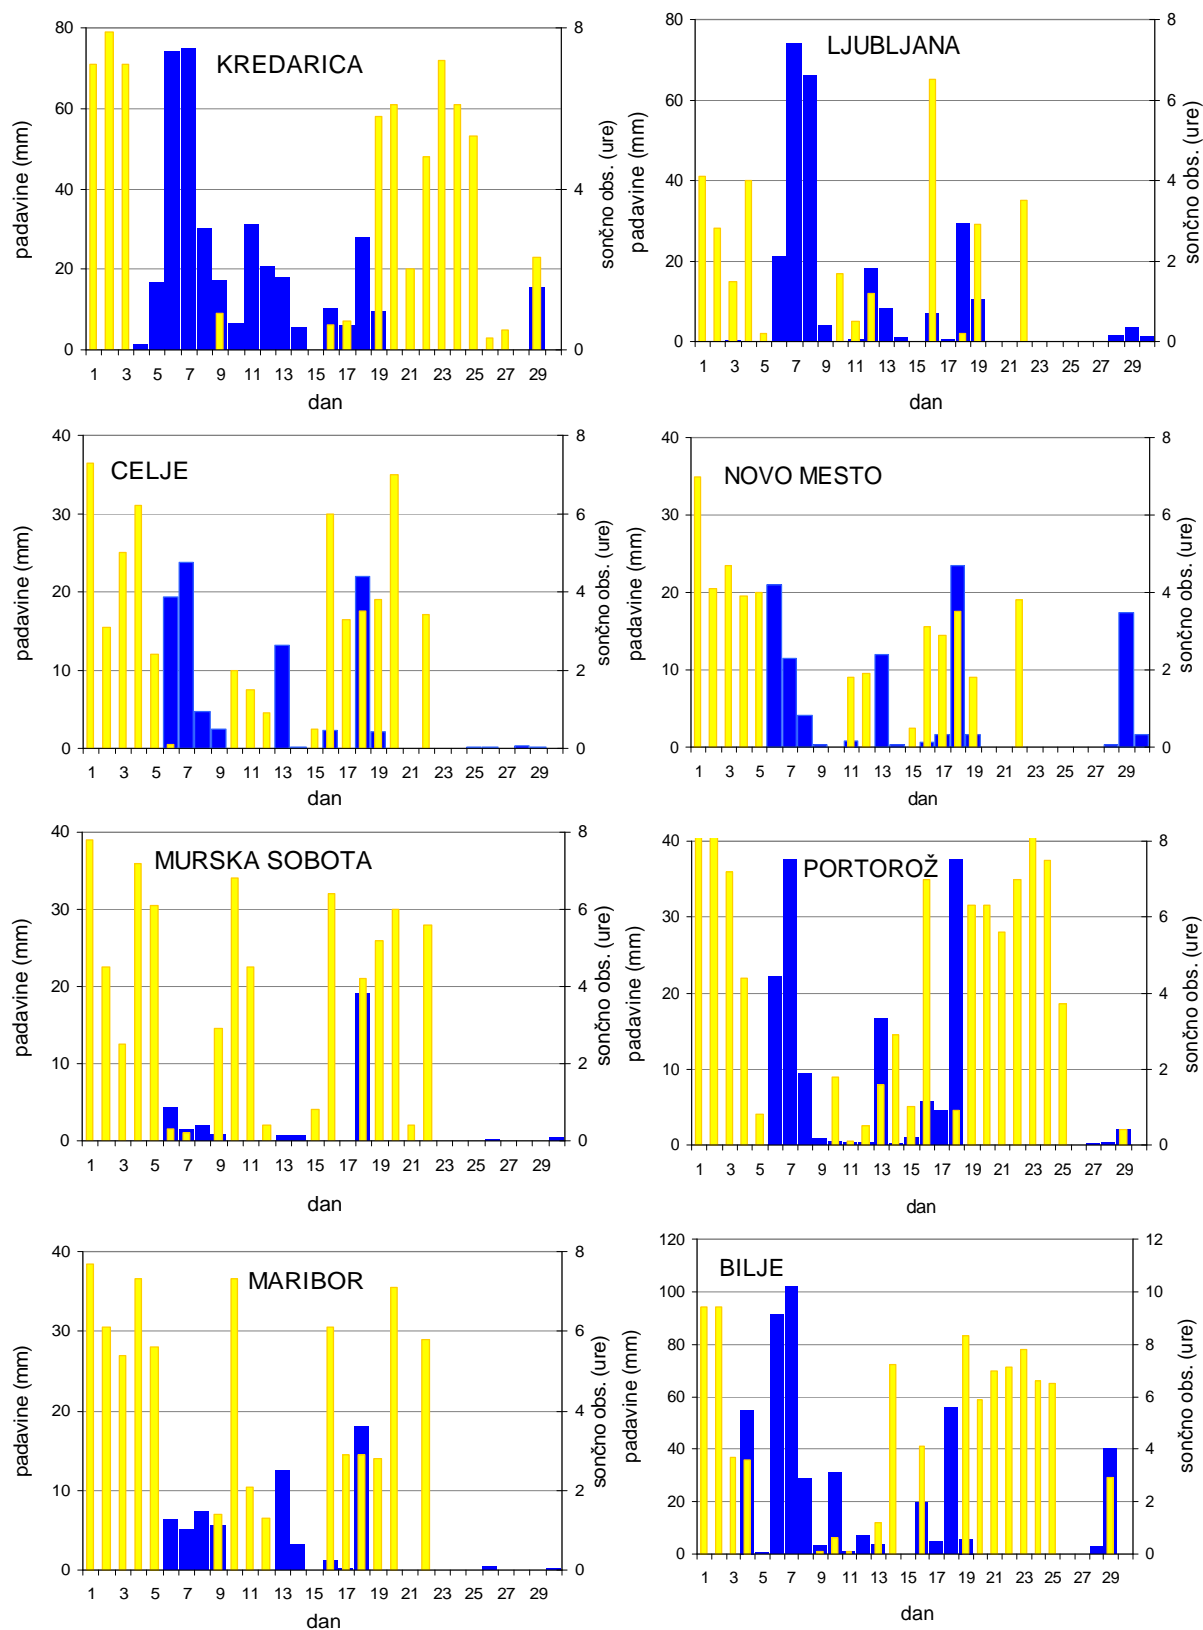 KREDARICA
padavine (mm)
80
60
40
20
0
8
4
0
sončno obs. (ure)
1 3 5 7 9 11 13 15 17 19 21 23 25 27 29
dan
LJUBLJANA
padavine (mm)
80
60
40
20
0
8
6
4
2
0
sončno obs. (ure)
1 3 5 7 9 11 13 15 17 19 21 23 25 27 29
dan
CELJE
padavine (mm)
40
30
20
10
0
8
6
4
2
0
sončno obs. (ure)
1 3 5 7 9 11 13 15 17 19 21 23 25 27 29
dan
NOVO MESTO
padavine (mm)
40
30
20
10
0
8
6
4
2
0
sončno obs. (ure)
1 3 5 7 9 11 13 15 17 19 21 23 25 27 29
dan
MURSKA SOBOTA
padavine (mm)
40
30
20
10
0
8
6
4
2
0
sončno obs. (ure)
1 3 5 7 9 11 13 15 17 19 21 23 25 27 29
dan
PORTOROŽ
padavine (mm)
40
30
20
10
0
8
6
4
2
0
sončno obs. (ure)
1 3 5 7 9 11 13 15 17 19 21 23 25 27 29
dan
MARIBOR
padavine (mm)
40
30
20
10
0
8
6
4
2
0
sončno obs. (ure)
1 3 5 7 9 11 13 15 17 19 21 23 25 27 29
dan
BILJE
padavine (mm)
120
100
80
60
40
20
0
12
10
8
6
4
2
0
sončno obs. (ure)
1 3 5 7 9 11 13 15 17 19 21 23 25 27 29
dan